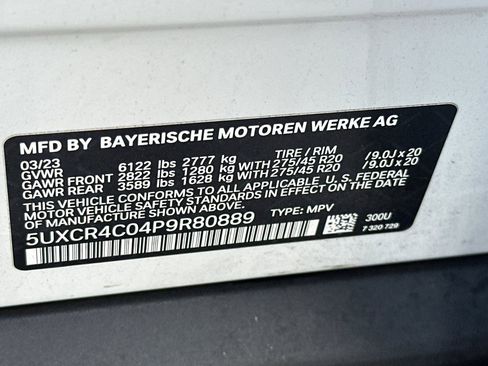 MFD BY BAYERISCHE MOTOREN WERKE AG
03/23 TIRE / RIM
GVWR 6122 lbs 2777 kg
GAWR FRONT 2822 lbs 1280 kg WITH 275/45 R20 / 9.0J x 20
GAWR REAR 3589 lbs 1628 kg WITH 275/45 R20 / 9.0J x 20
THIS VEHICLE CONFORMS TO ALL APPLICABLE U.S. FEDERAL
MOTOR VEHICLE SAFETY STANDARDS IN EFFECT ON THE DATE
OF MANUFACTURE SHOWN ABOVE.
5UXCR4C04P9R80889 TYPE: MPV
300U
7 320 729